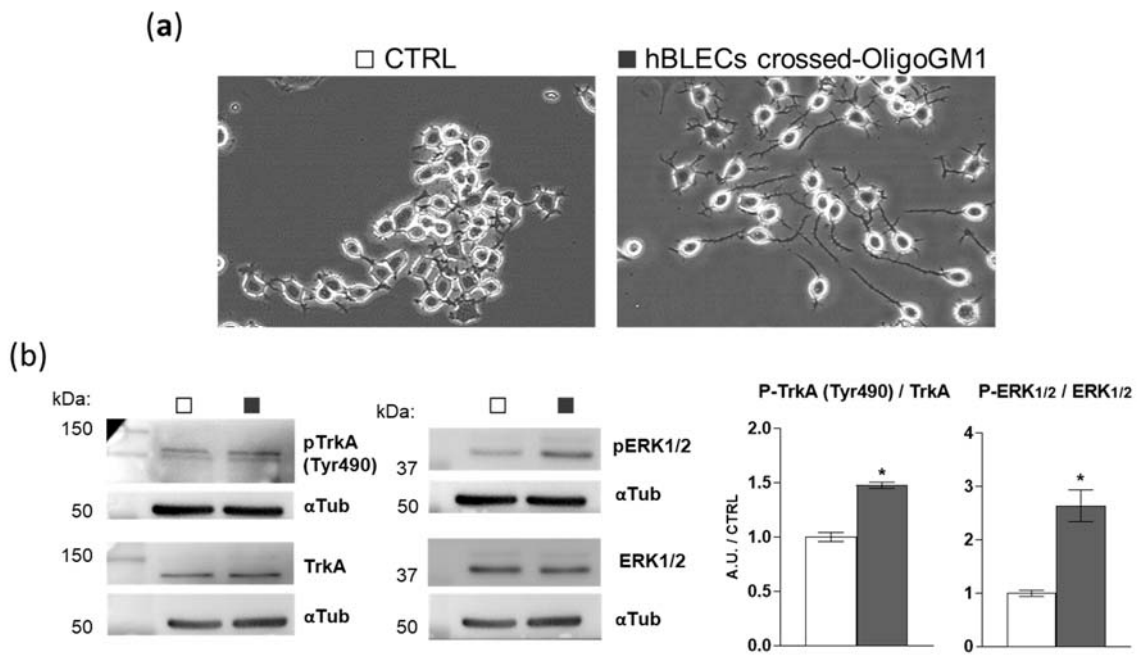 (a)
□ CTRL
■ hBLECs crossed-OligoGM1
(b)
kDa:
□ ■
150
pTrkA
(Tyr490)
50
αTub
150
TrkA
50
αTub
kDa:
□ ■
37
pERK1/2
50
αTub
37
ERK1/2
50
αTub
P-TrkA (Tyr490) / TrkA
A.U. / CTRL
2.0
1.5
1.0
0.5
0.0
*
P-ERK1/2 / ERK1/2
4
3
2
1
0
*